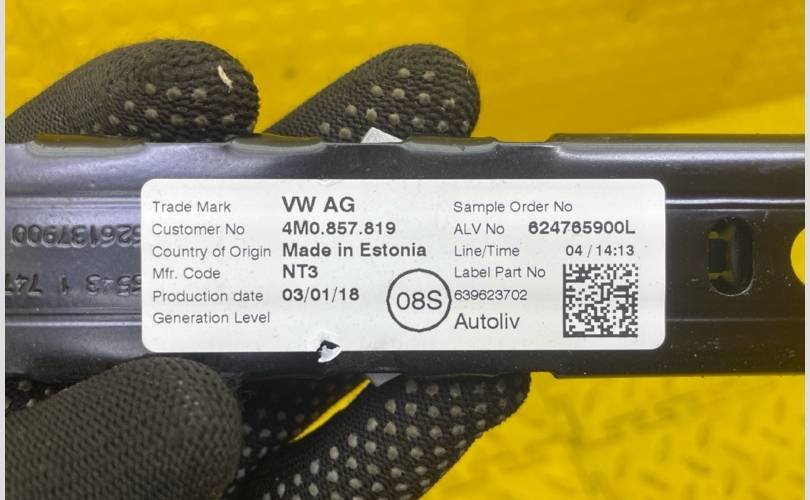 Trade Mark VW AG
Customer No 4M0.857.819
Country of Origin Made in Estonia
Mfr. Code NT3
Production date 03/01/18
Generation Level
08S
Sample Order No
ALV No 624765900L
Line/Time 04 / 14:13
Label Part No
639623702
Autoliv
626137900